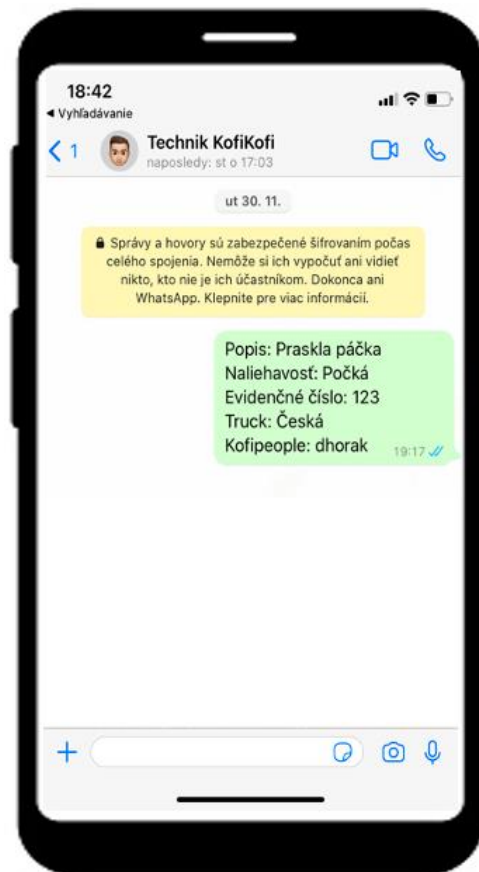 18:42
◀ Vyhľadávanie
1
Technik KofiKofi
naposledy: st o 17:03
ut 30. 11.
Správy a hovory sú zabezpečené šifrovaním počas
celého spojenia. Nemôže si ich vypočuť ani vidieť
nikto, kto nie je ich účastníkom. Dokonca ani
WhatsApp. Klepnite pre viac informácií.
Popis: Praskla páčka
Naliehavosť: Počká
Evidenčné číslo: 123
Truck: Česká
Kofipeople: dhorak
19:17